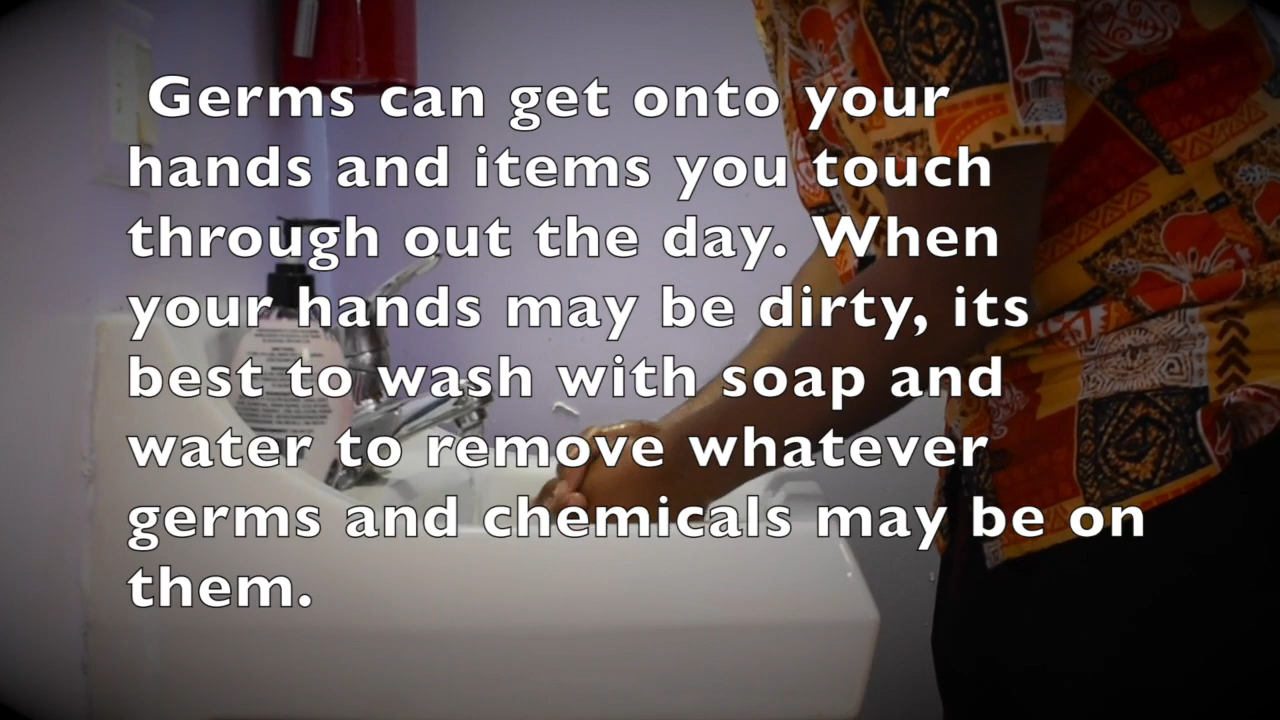 Germs can get onto your
hands and items you touch
through out the day. When
your hands may be dirty, its
best to wash with soap and
water to remove whatever
germs and chemicals may be on
them.